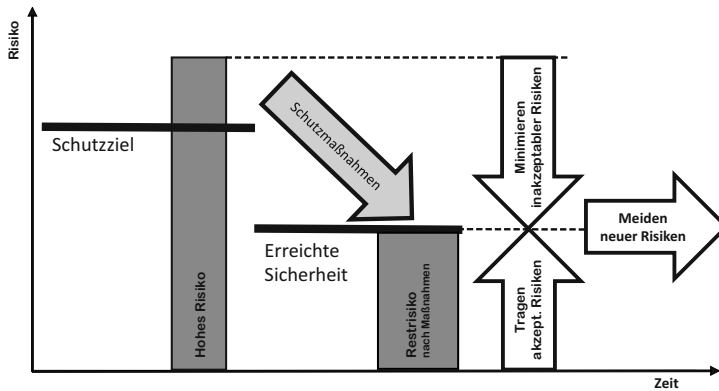 Risiko
Schutzziel
Hohes Risiko
Schutzmaßnahmen
Erreichte
Sicherheit
Restrisiko
nach Maßnahmen
Minimieren
inakzeptabler Risiken
Tragen
akzept. Risiken
Meiden
neuer Risiken
Zeit